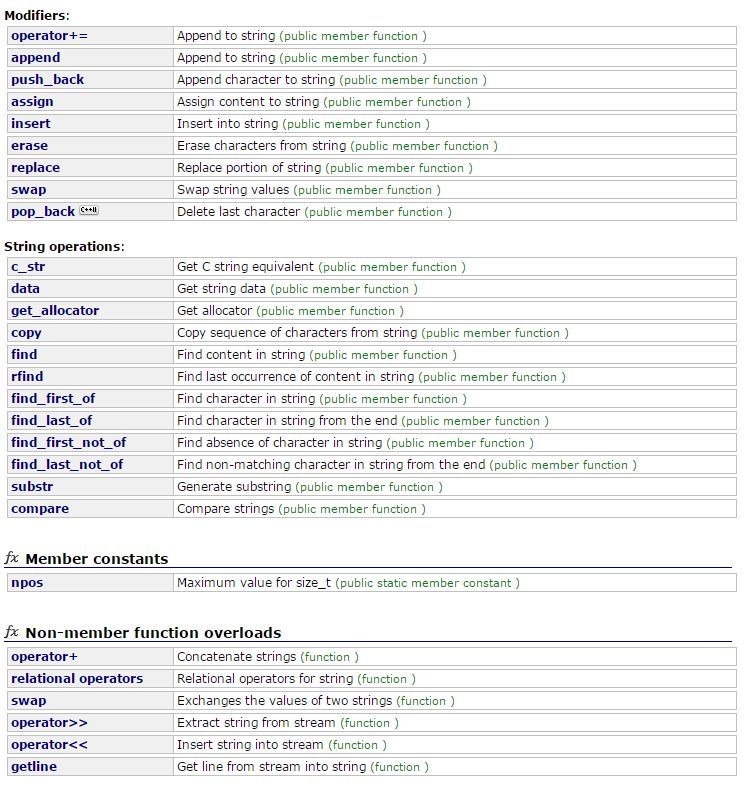 Modifiers:
operator+= Append to string (public member function )
append Append to string (public member function )
push_back Append character to string (public member function )
assign Assign content to string (public member function )
insert Insert into string (public member function )
erase Erase characters from string (public member function )
replace Replace portion of string (public member function )
swap Swap string values (public member function )
pop_back C++11 Delete last character (public member function )
String operations:
c_str Get C string equivalent (public member function )
data Get string data (public member function )
get_allocator Get allocator (public member function )
copy Copy sequence of characters from string (public member function )
find Find content in string (public member function )
rfind Find last occurrence of content in string (public member function )
find_first_of Find character in string (public member function )
find_last_of Find character in string from the end (public member function )
find_first_not_of Find absence of character in string (public member function )
find_last_not_of Find non-matching character in string from the end (public member function )
substr Generate substring (public member function )
compare Compare strings (public member function )
fx Member constants
npos Maximum value for size_t (public static member constant )
fx Non-member function overloads
operator+ Concatenate strings (function )
relational operators Relational operators for string (function )
swap Exchanges the values of two strings (function )
operator>> Extract string from stream (function )
operator<< Insert string into stream (function )
getline Get line from stream into string (function )